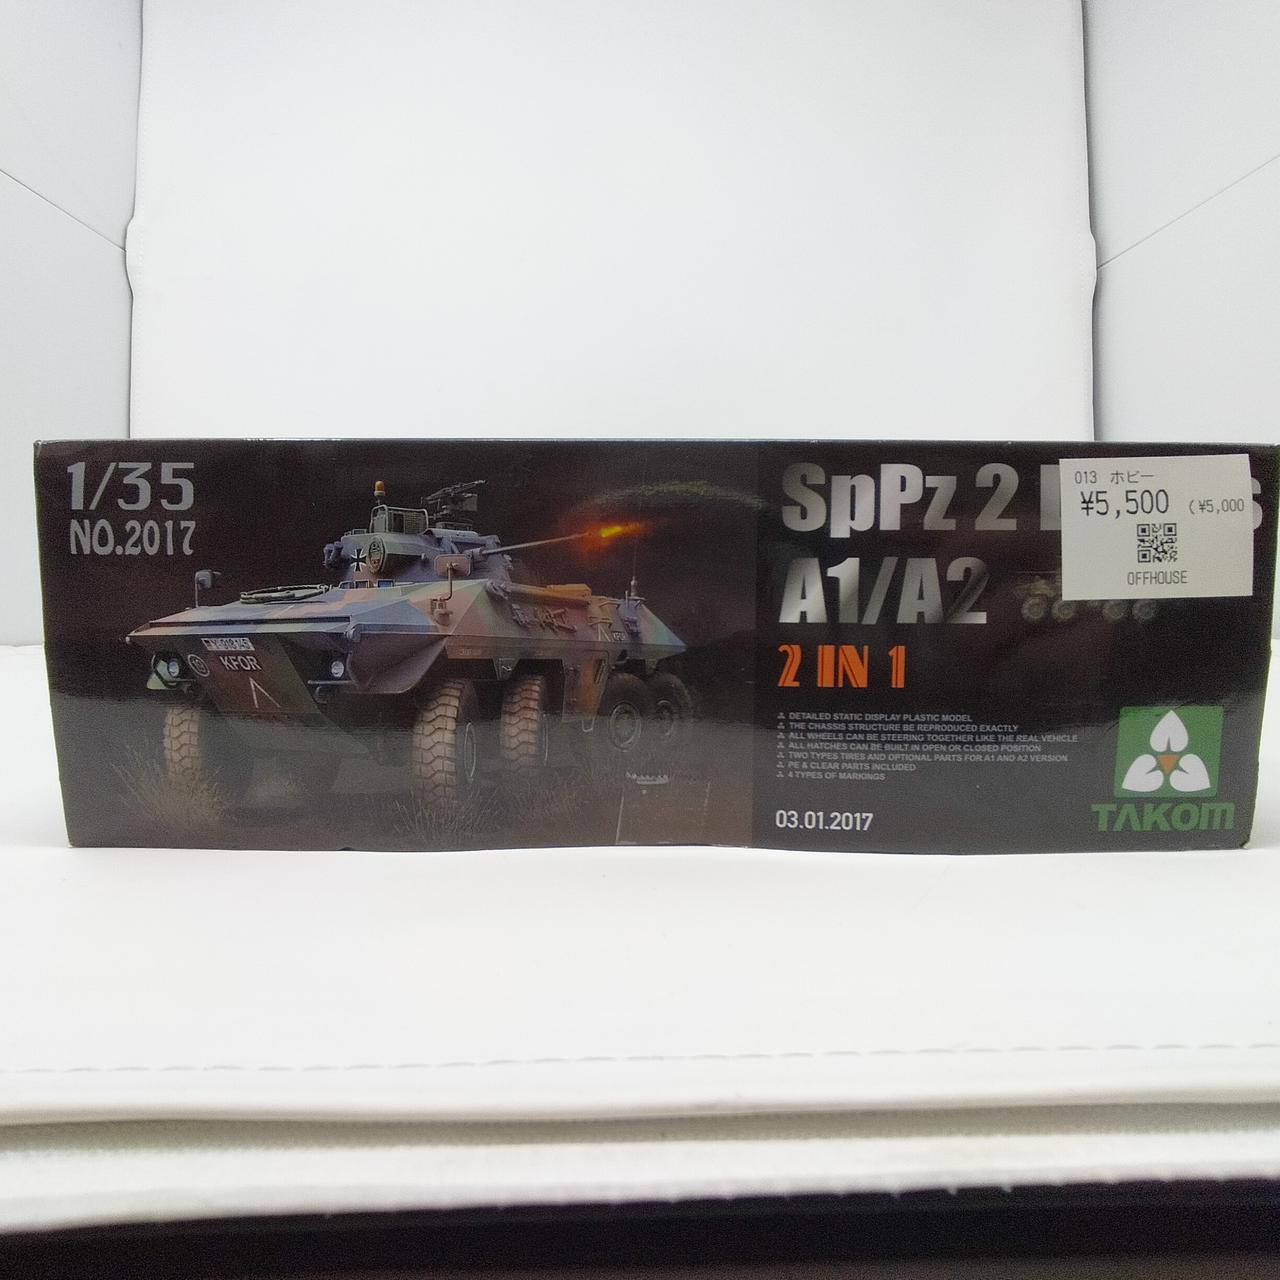 1/35
NO.2017
SpPz 2 L s
A1/A2
2 IN 1
DETAILED STATIC DISPLAY PLASTIC MODEL
THE CHASSIS STRUCTURE BE REPRODUCED EXACTLY
ALL WHEELS CAN BE STEERING TOGETHER LIKE THE REAL VEHICLE
ALL HATCHES CAN BE BUILT IN OPEN OR CLOSED POSITION
TWO TYPES TIRES AND OPTIONAL PARTS FOR A1 AND A2 VERSION
PE & CLEAR PARTS INCLUDED
4 TYPES OF MARKINGS
03.01.2017
TAKOM
013 ホビー
¥5,500 (¥5,000
OFFHOUSE
KFOR
KFOR